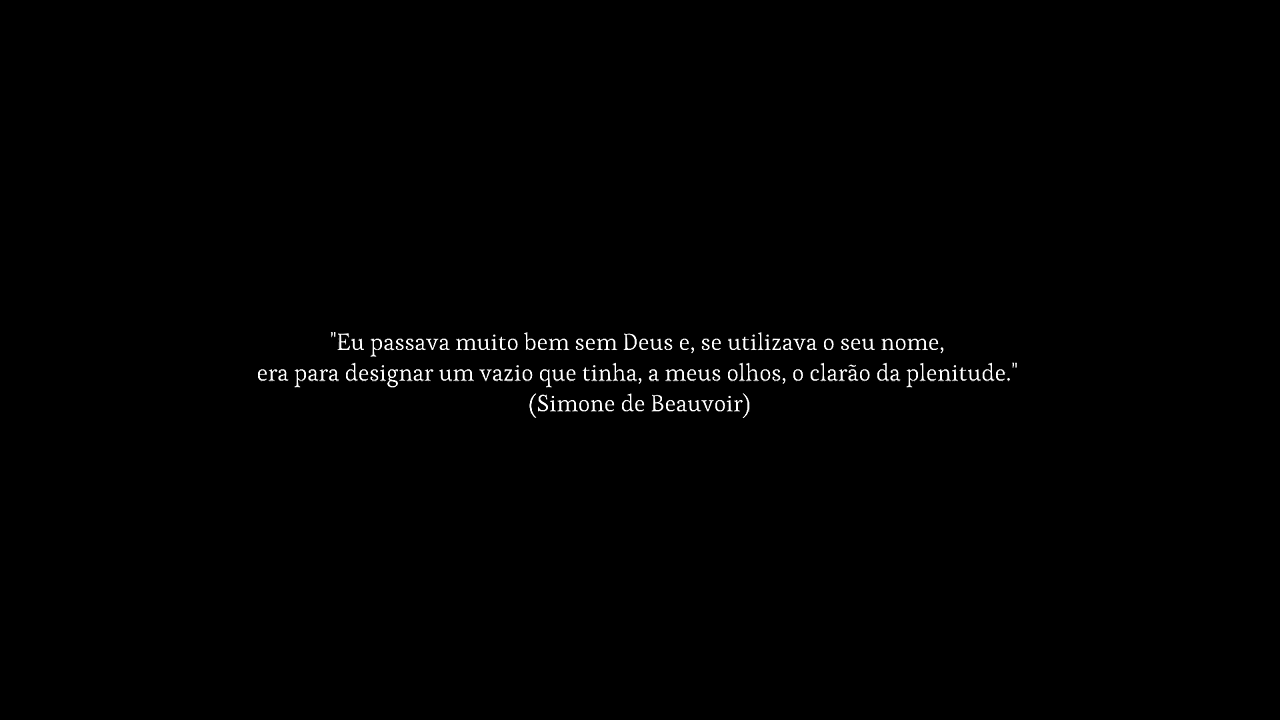 "Eu passava muito bem sem Deus e, se utilizava o seu nome,
era para designar um vazio que tinha, a meus olhos, o clarão da plenitude."
(Simone de Beauvoir)